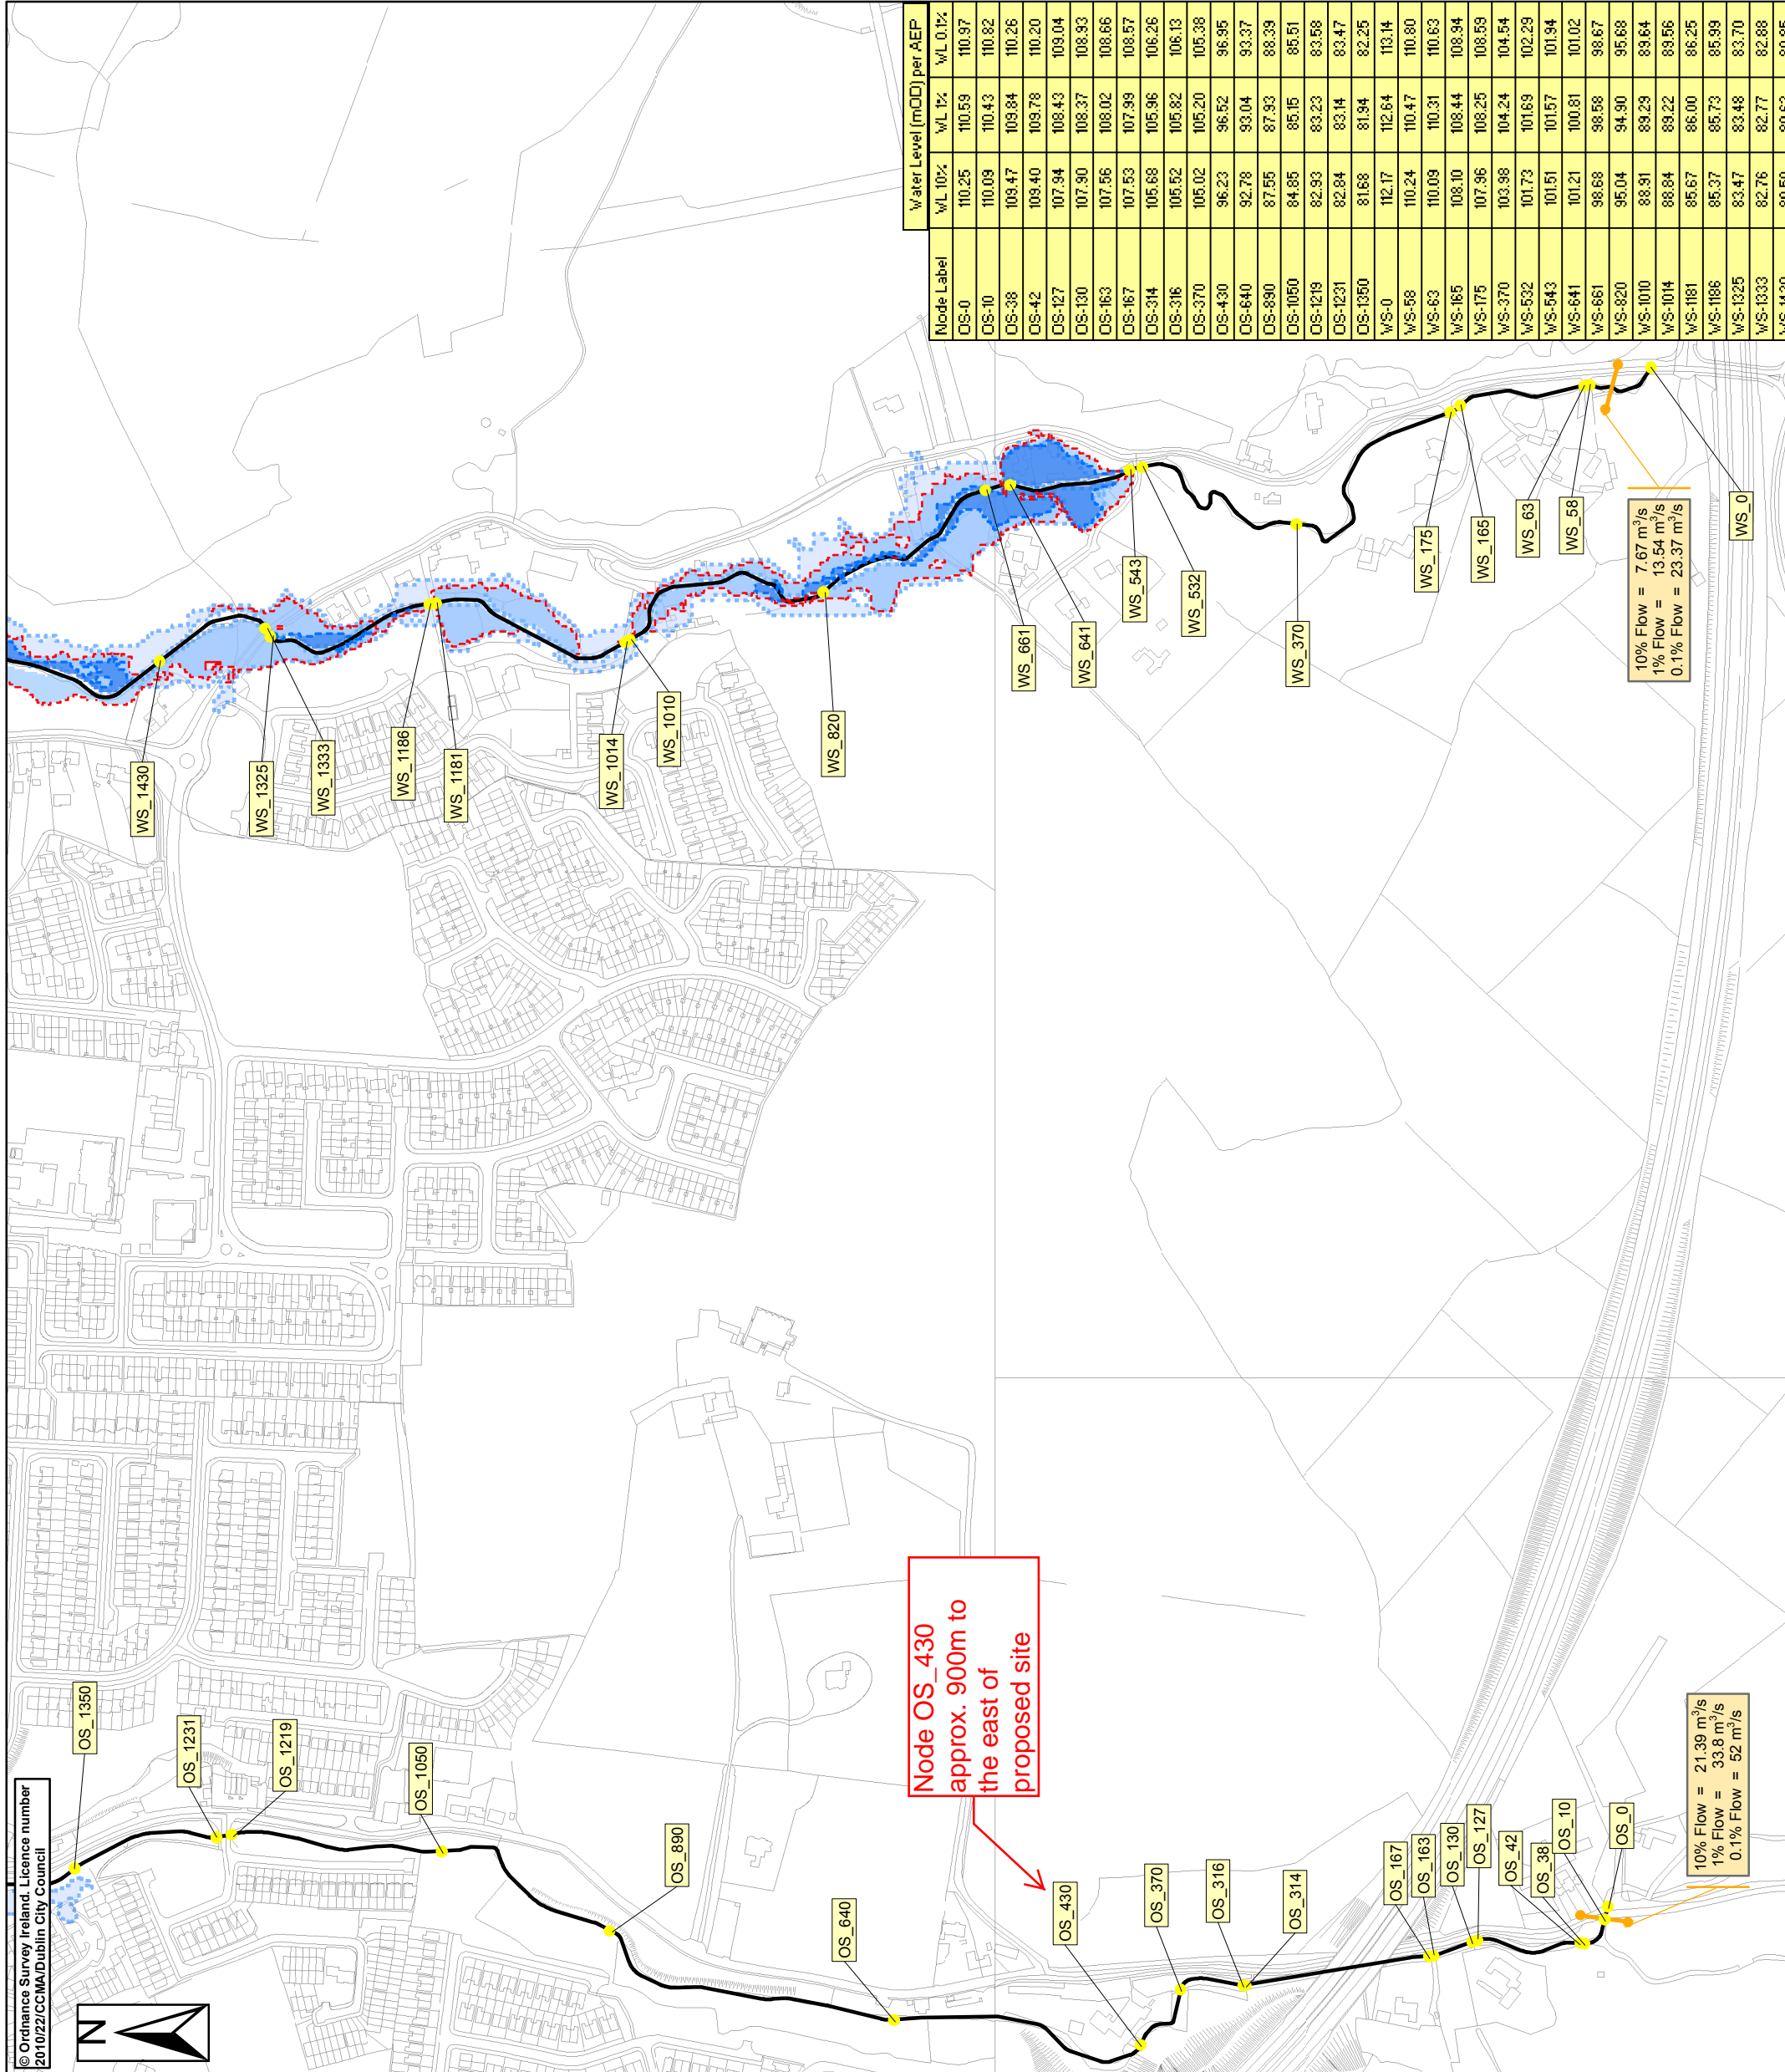 © Ordnance Survey Ireland. Licence number
2010/22/CCMA/Dublin City Council
N
OS_1350
OS_1231
OS_1219
OS_1050
OS_890
OS_640
OS_430
OS_370
OS_316
OS_314
OS_167
OS_163
OS_130
OS_127
OS_42
OS_38
OS_10
OS_0
10% Flow = 21.39 m³/s
1% Flow = 33.8 m³/s
0.1% Flow = 52 m³/s
Node OS_430
approx. 900m to
the east of
proposed site
WS_1430
WS_1325
WS_1333
WS_1186
WS_1181
WS_1014
WS_1010
WS_820
WS_661
WS_641
WS_543
WS_532
WS_370
WS_175
WS_165
WS_63
WS_58
WS_0
10% Flow = 7.67 m³/s
1% Flow = 13.54 m³/s
0.1% Flow = 23.37 m³/s
Water Level (mOD) per AEP
Node Label WL 10% WL 1% WL 0.1%
OS-0 110.25 110.59 110.97
OS-10 110.09 110.43 110.82
OS-38 109.47 109.84 110.26
OS-42 109.40 109.78 110.20
OS-127 107.94 108.43 109.04
OS-130 107.90 108.37 108.93
OS-163 107.56 108.02 108.66
OS-167 107.53 107.99 108.57
OS-314 105.68 105.96 106.26
OS-316 105.52 105.82 106.13
OS-370 105.02 105.20 105.38
OS-430 96.23 96.52 96.95
OS-640 92.78 93.04 93.37
OS-890 87.55 87.93 88.39
OS-1050 84.85 85.15 85.51
OS-1219 82.93 83.23 83.58
OS-1231 82.84 83.14 83.47
OS-1350 81.68 81.94 82.25
WS-0 112.17 112.64 113.14
WS-58 110.24 110.47 110.80
WS-63 110.09 110.31 110.63
WS-165 108.10 108.44 108.94
WS-175 107.96 108.25 108.59
WS-370 103.98 104.24 104.54
WS-532 101.73 101.69 102.29
WS-543 101.51 101.57 101.94
WS-641 101.21 100.81 101.02
WS-661 98.68 98.58 98.67
WS-820 95.04 94.90 95.68
WS-1010 88.91 89.29 89.64
WS-1014 88.84 89.22 89.56
WS-1181 85.67 86.00 86.25
WS-1186 85.37 85.73 85.99
WS-1325 83.47 83.48 83.70
WS-1333 82.76 82.77 82.88